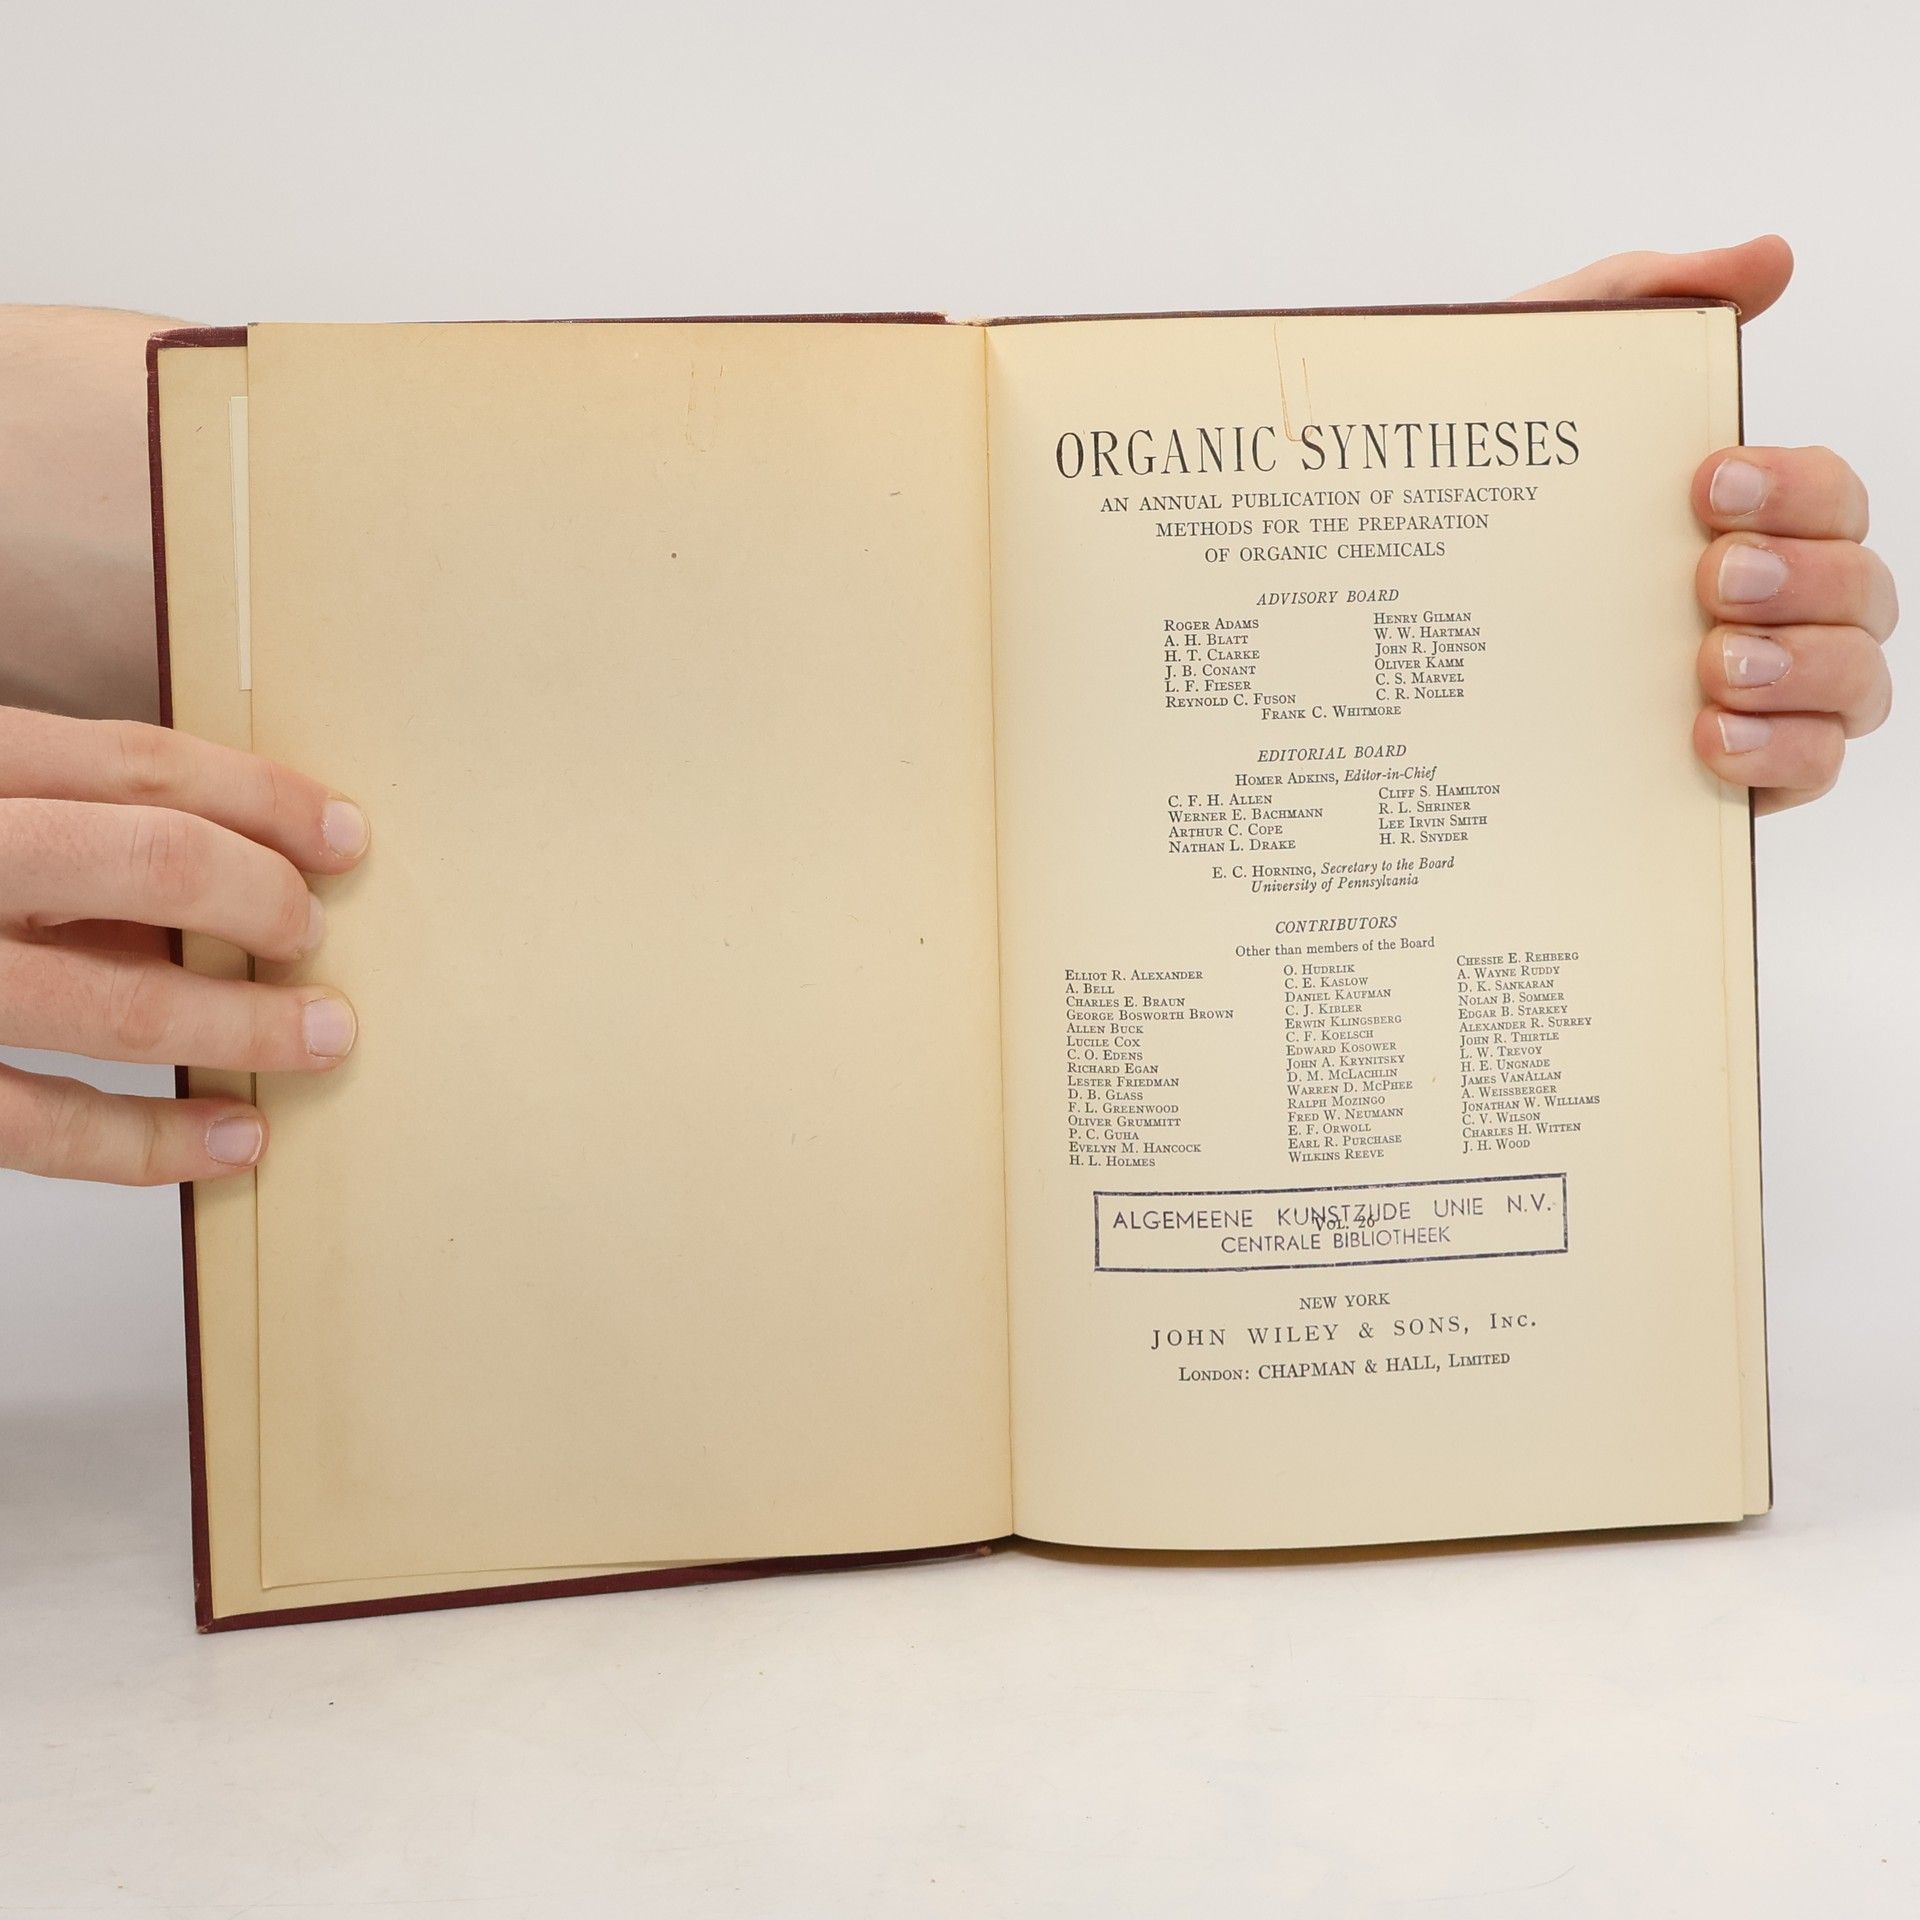 ORGANIC SYNTHESES
AN ANNUAL PUBLICATION OF SATISFACTORY
METHODS FOR THE PREPARATION
OF ORGANIC CHEMICALS
ADVISORY BOARD
ROGER ADAMS
A. H. BLATT
H. T. CLARKE
J. B. CONANT
L. F. FIESER
REYNOLD C. FUSON
HENRY GILMAN
W. W. HARTMAN
JOHN R. JOHNSON
OLIVER KAMM
C. S. MARVEL
C. R. NOLLER
FRANK C. WHITMORE
EDITORIAL BOARD
HOMER ADKINS, Editor-in-Chief
C. F. H. ALLEN
WERNER E. BACHMANN
ARTHUR C. COPE
NATHAN L. DRAKE
CLIFF S. HAMILTON
R. L. SHRINER
LEE IRVIN SMITH
H. R. SNYDER
E. C. HORNING, Secretary to the Board
University of Pennsylvania
CONTRIBUTORS
Other than members of the Board
ELLIOT R. ALEXANDER
A. BELL
CHARLES E. BRAUN
GEORGE BOSWORTH BROWN
ALLEN BUCK
LUCILE COX
C. O. EDENS
RICHARD EGAN
LESTER FRIEDMAN
D. B. GLASS
F. L. GREENWOOD
OLIVER GRUMMITT
P. C. GUHA
EVELYN M. HANCOCK
H. L. HOLMES
O. HUDRLIK
C. E. KASLOW
DANIEL KAUFMAN
C. J. KIBLER
ERWIN KLINGSBERG
C. F. KOELSCH
EDWARD KOSOWER
JOHN A. KRYNITSKY
D. M. MCLACHLIN
WARREN D. MCPHEE
RALPH MOZINGO
FRED W. NEUMANN
E. F. ORWOLL
EARL R. PURCHASE
WILKINS REEVE
CHESSIE E. REHBERG
A. WAYNE RUDDY
D. K. SANKARAN
NOLAN B. SOMMER
EDGAR B. STARKEY
ALEXANDER R. SURREY
JOHN R. THIRTLE
L. W. TREVOY
H. E. UNGNADE
JAMES VANALLAN
A. WEISSBERGER
JONATHAN W. WILLIAMS
C. V. WILSON
CHARLES H. WITTEN
J. H. WOOD
ALGEMEENE KUNSTZIJDE UNIE N.V.
VOL. 26
CENTRALE BIBLIOTHEEK
NEW YORK
JOHN WILEY & SONS, INC.
LONDON: CHAPMAN & HALL, LIMITED